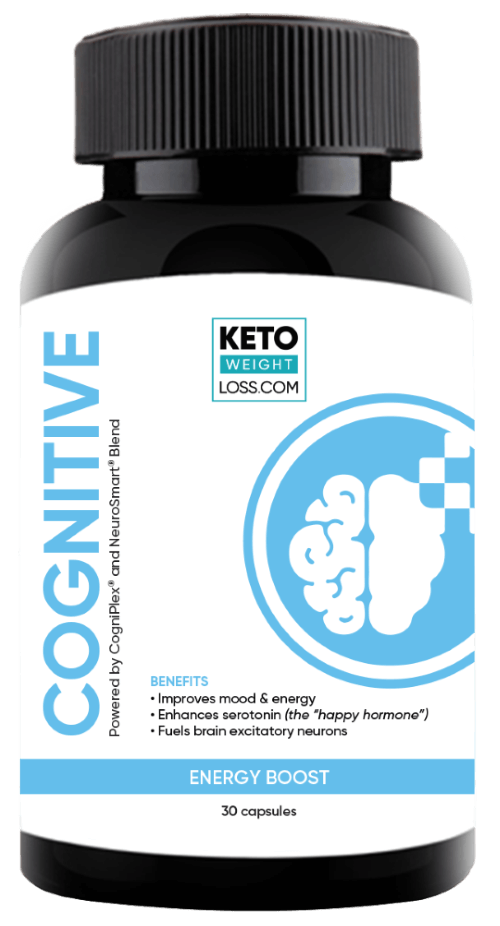 KETO
WEIGHT
LOSS.COM
COGNITIVE
Powered by CogniPlex® and NeuroSmart® Blend
BENEFITS
• Improves mood & energy
• Enhances serotonin (the “happy hormone”)
• Fuels brain excitatory neurons
ENERGY BOOST
30 capsules